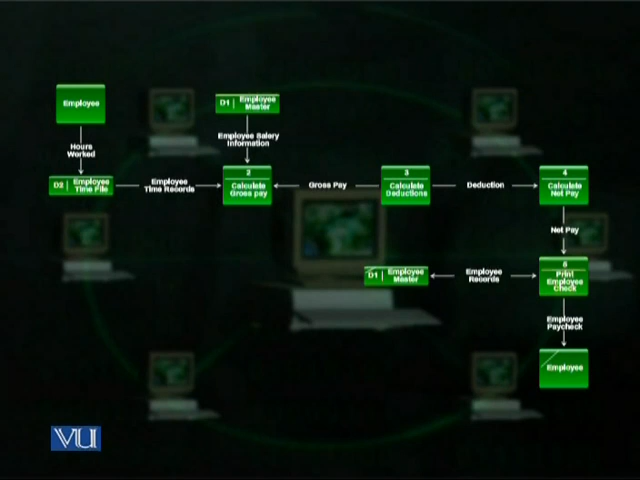 Employee
D1 Employee
Master
Employee Salary
Information
Hours
Worked
D2 Employee
Time File
Employee
Time Records
2
Calculate
Gross pay
Gross Pay
3
Calculate
Deductions
Deduction
4
Calculate
Net Pay
Net Pay
D1 Employee
Master
Employee
Records
5
Print
Employee
Check
Employee
Paycheck
Employee
VU